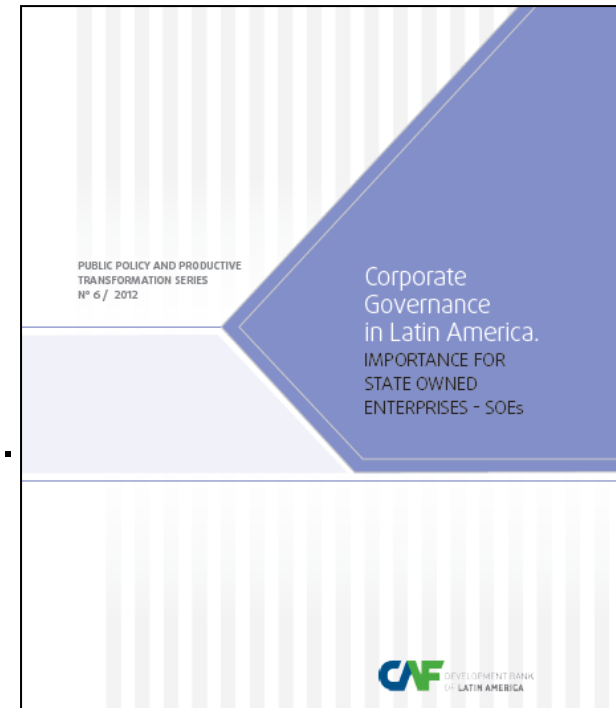 PUBLIC POLICY AND PRODUCTIVE
TRANSFORMATION SERIES
Nº 6 / 2012
Corporate
Governance
in Latin America.
IMPORTANCE FOR
STATE OWNED
ENTERPRISES - SOEs
CAF
DEVELOPMENT BANK
OF LATIN AMERICA